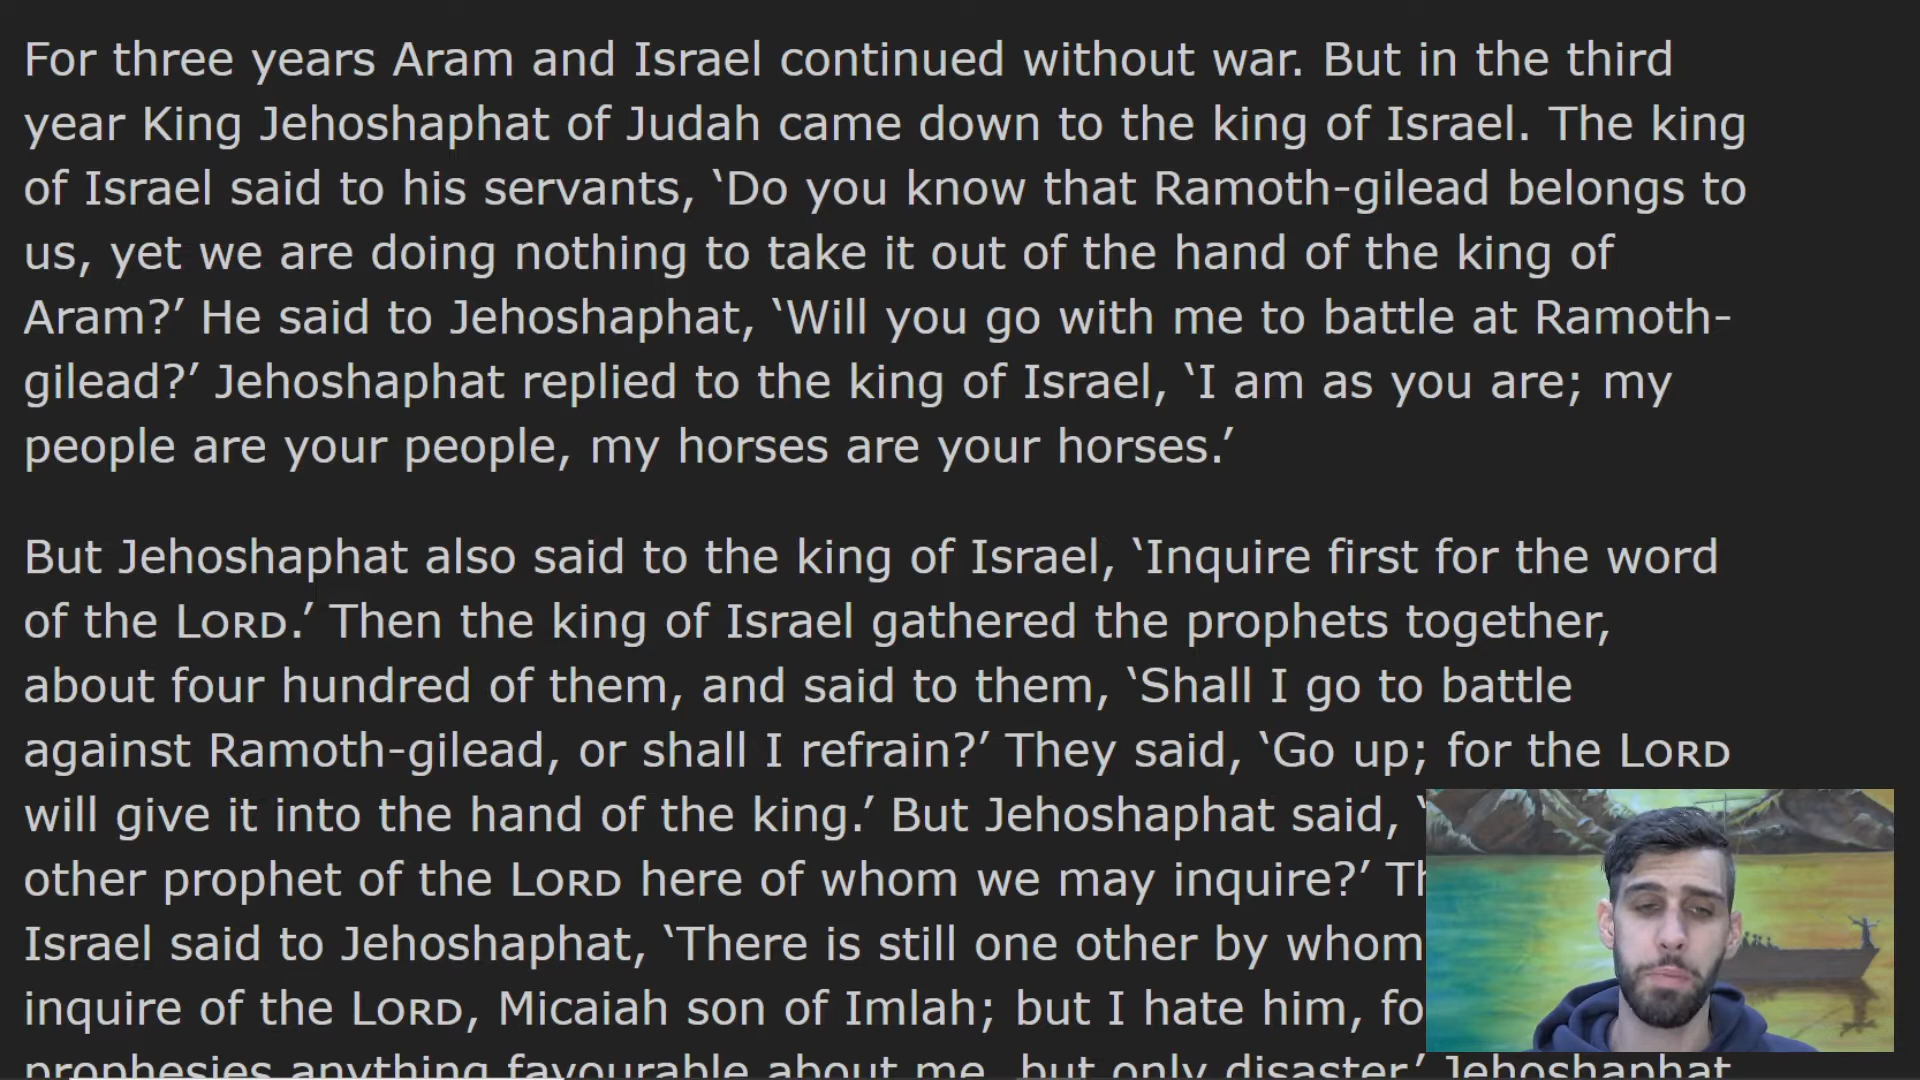 For three years Aram and Israel continued without war. But in the third
year King Jehoshaphat of Judah came down to the king of Israel. The king
of Israel said to his servants, ‘Do you know that Ramoth-gilead belongs to
us, yet we are doing nothing to take it out of the hand of the king of
Aram?’ He said to Jehoshaphat, ‘Will you go with me to battle at Ramoth-
gilead?’ Jehoshaphat replied to the king of Israel, ‘I am as you are; my
people are your people, my horses are your horses.’
But Jehoshaphat also said to the king of Israel, ‘Inquire first for the word
of the LORD.’ Then the king of Israel gathered the prophets together,
about four hundred of them, and said to them, ‘Shall I go to battle
against Ramoth-gilead, or shall I refrain?’ They said, ‘Go up; for the LORD
will give it into the hand of the king.’ But Jehoshaphat said, ‘
other prophet of the LORD here of whom we may inquire?’ Th
Israel said to Jehoshaphat, ‘There is still one other by whom
inquire of the LORD, Micaiah son of Imlah; but I hate him, fo
prophesies anything favourable about me, but only disaster.’ Jehoshaphat